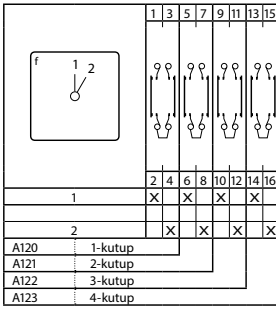 1 3 5 7 9 11 13 15
f 1 2
2 4 6 8 10 12 14 16
1 X X X X
2 X X X X
A120 1-kutup
A121 2-kutup
A122 3-kutup
A123 4-kutup